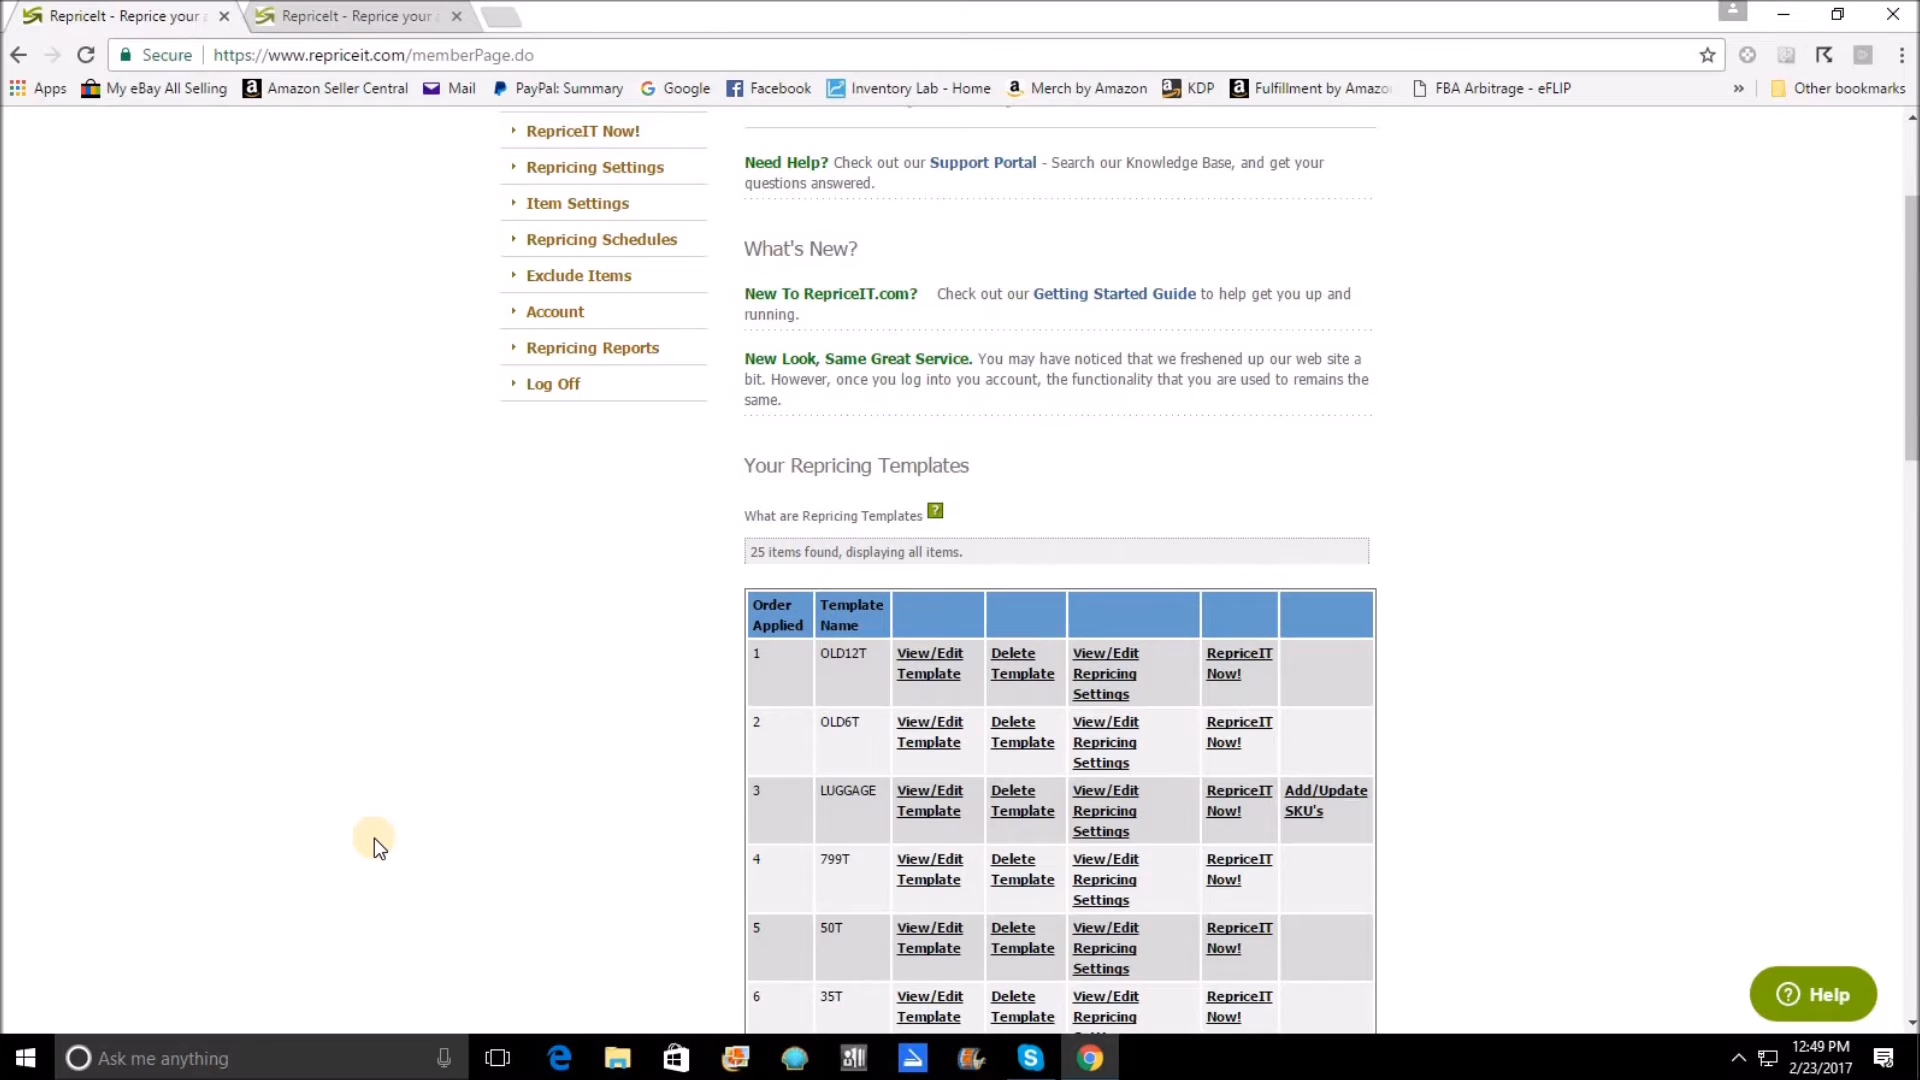 RepriceIt - Reprice your
RepriceIt - Reprice your
Secure
https://www.repriceit.com/memberPage.do
Apps
My eBay All Selling
Amazon Seller Central
Mail
PayPal: Summary
Google
Facebook
Inventory Lab - Home
Merch by Amazon
KDP
Fulfillment by Amazo
FBA Arbitrage - eFLIP
»
Other bookmarks
RepriceIT Now!
Repricing Settings
Item Settings
Repricing Schedules
Exclude Items
Account
Repricing Reports
Log Off
Need Help? Check out our Support Portal - Search our Knowledge Base, and get your
questions answered.
What's New?
New To RepriceIT.com? Check out our Getting Started Guide to help get you up and
running.
New Look, Same Great Service. You may have noticed that we freshened up our web site a
bit. However, once you log into you account, the functionality that you are used to remains the
same.
Your Repricing Templates
What are Repricing Templates ?
25 items found, displaying all items.
Order Template
Applied Name
1 OLD12T View/Edit Delete View/Edit RepriceIT
Template Template Repricing Now!
Settings
2 OLD6T View/Edit Delete View/Edit RepriceIT
Template Template Repricing Now!
Settings
3 LUGGAGE View/Edit Delete View/Edit RepriceIT Add/Update
Template Template Repricing Now! SKU's
Settings
4 799T View/Edit Delete View/Edit RepriceIT
Template Template Repricing Now!
Settings
5 50T View/Edit Delete View/Edit RepriceIT
Template Template Repricing Now!
Settings
6 35T View/Edit Delete View/Edit RepriceIT
Template Template Repricing Now!
? Help
Ask me anything
12:49 PM
2/23/2017